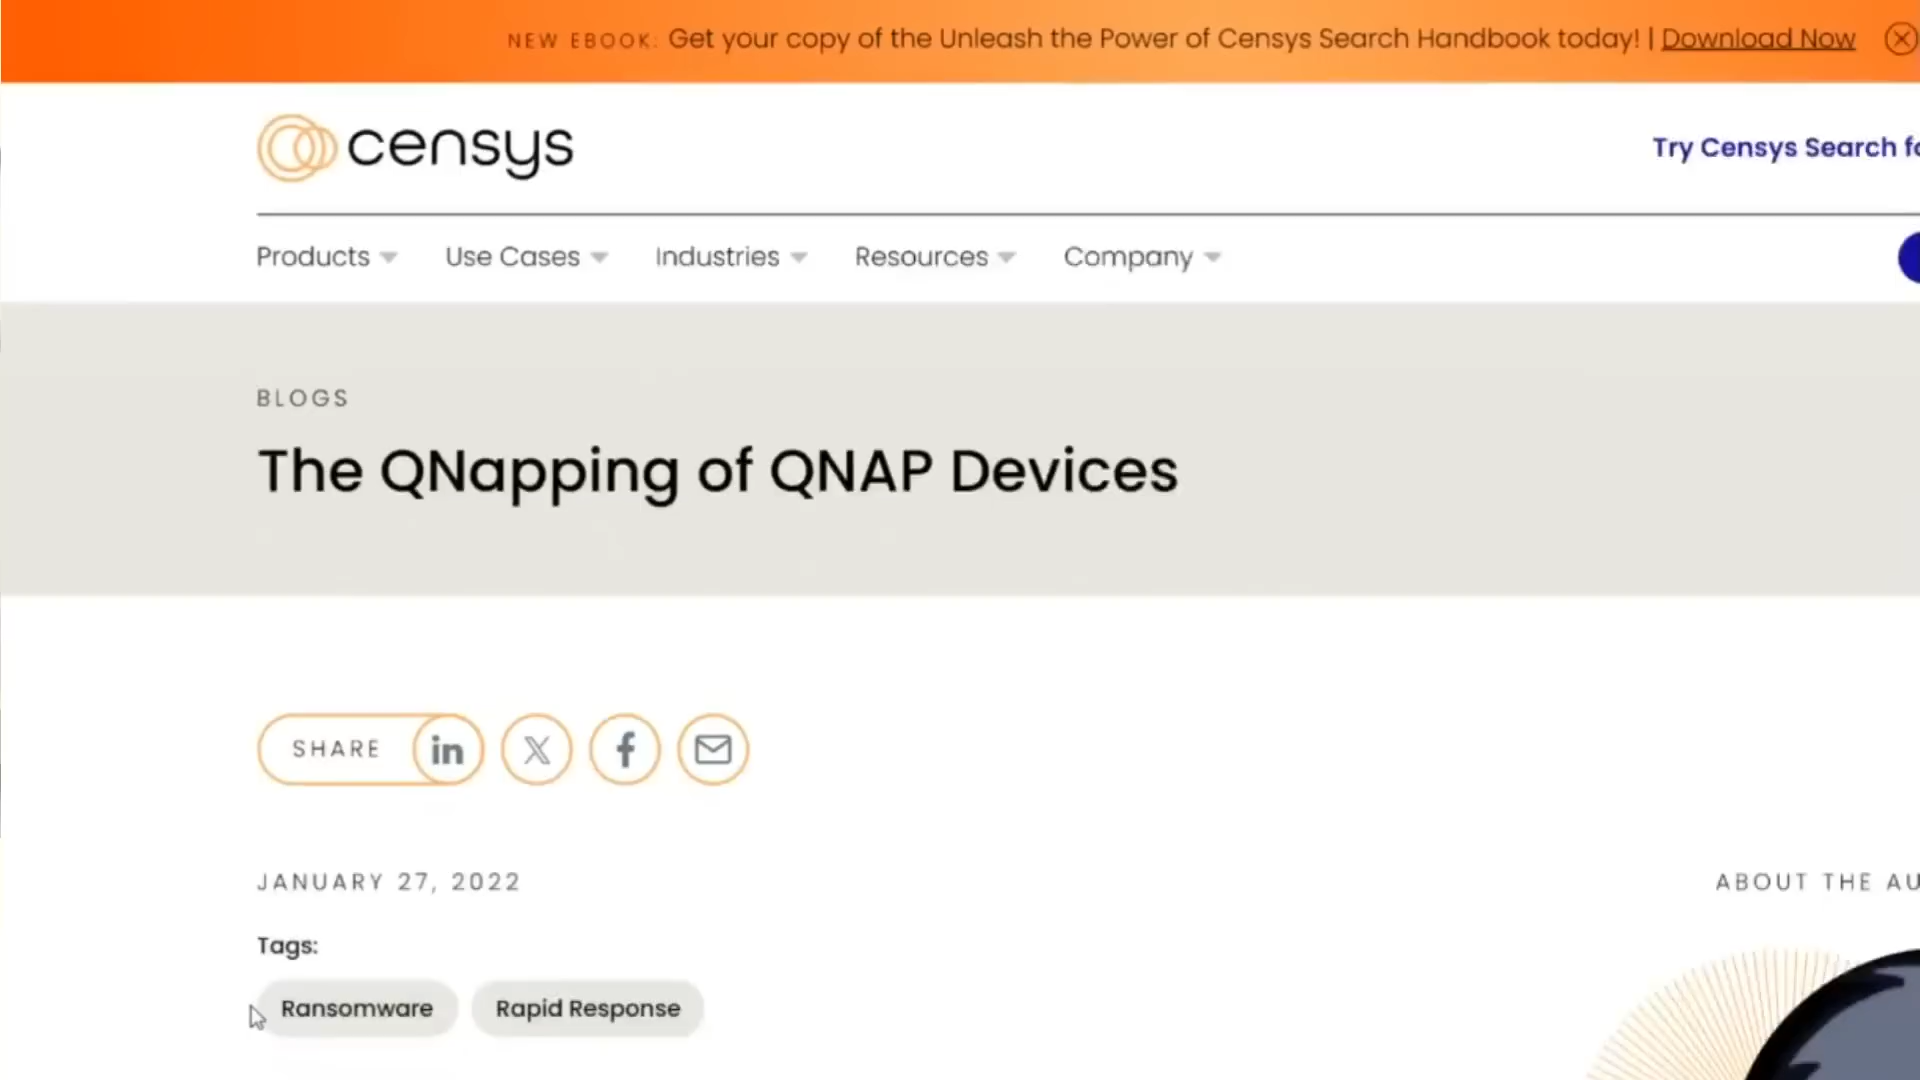 NEW EBOOK: Get your copy of the Unleash the Power of Censys Search Handbook today! | Download Now
censys
Try Censys Search
Products
Use Cases
Industries
Resources
Company
BLOGS
The QNapping of QNAP Devices
SHARE
in
X
f
JANUARY 27, 2022
ABOUT THE
Tags:
Ransomware
Rapid Response